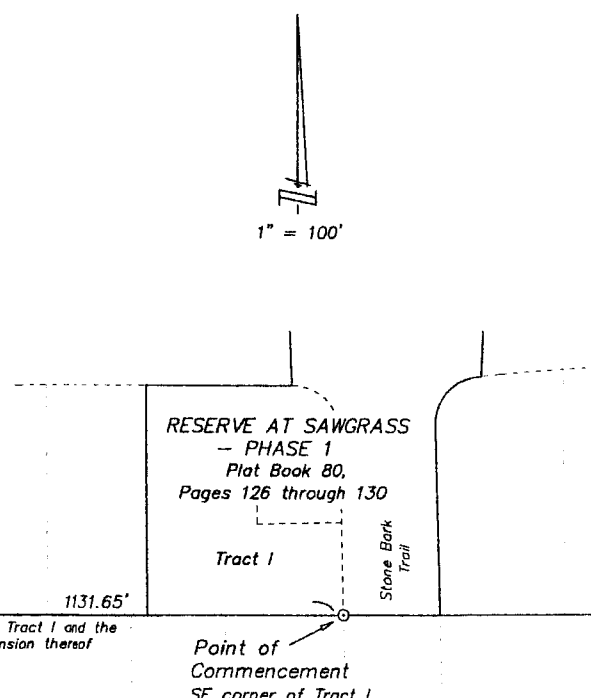 1" = 100'
RESERVE AT SAWGRASS
- PHASE 1
Plat Book 80,
Pages 126 through 130
Tract I
Stone Bark
Trail
1131.65'
Tract I and the
nsion thereof
Point of
Commencement
SE corner of Tract I